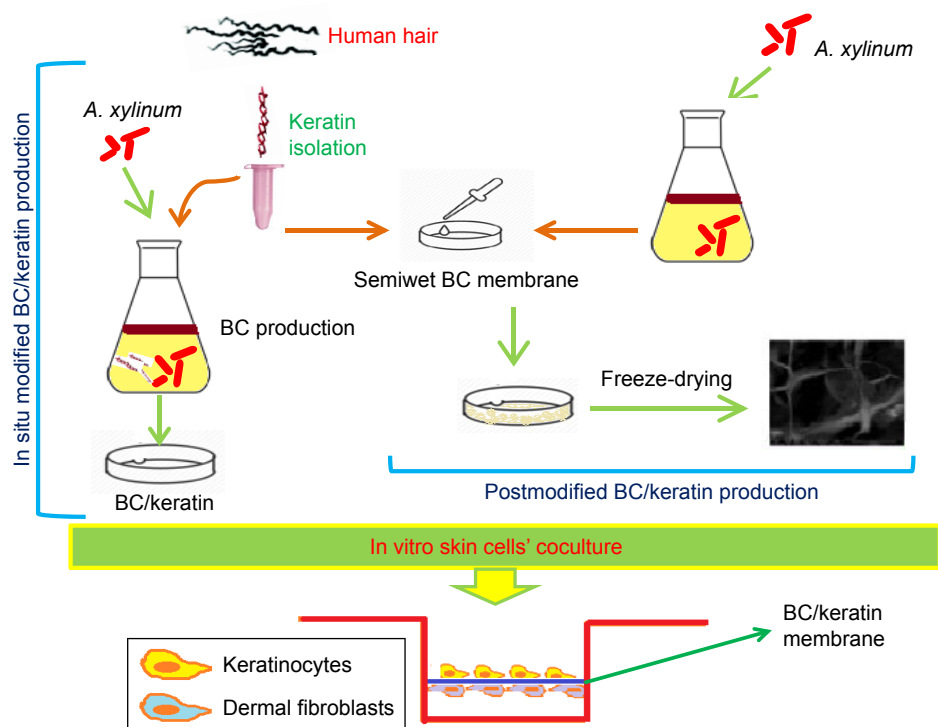 Human hair
A. xylinum
A. xylinum
Keratin
isolation
In situ modified BC/keratin production
Semiwet BC membrane
BC production
Freeze-drying
BC/keratin
Postmodified BC/keratin production
In vitro skin cells’ coculture
BC/keratin
membrane
Keratinocytes
Dermal fibroblasts